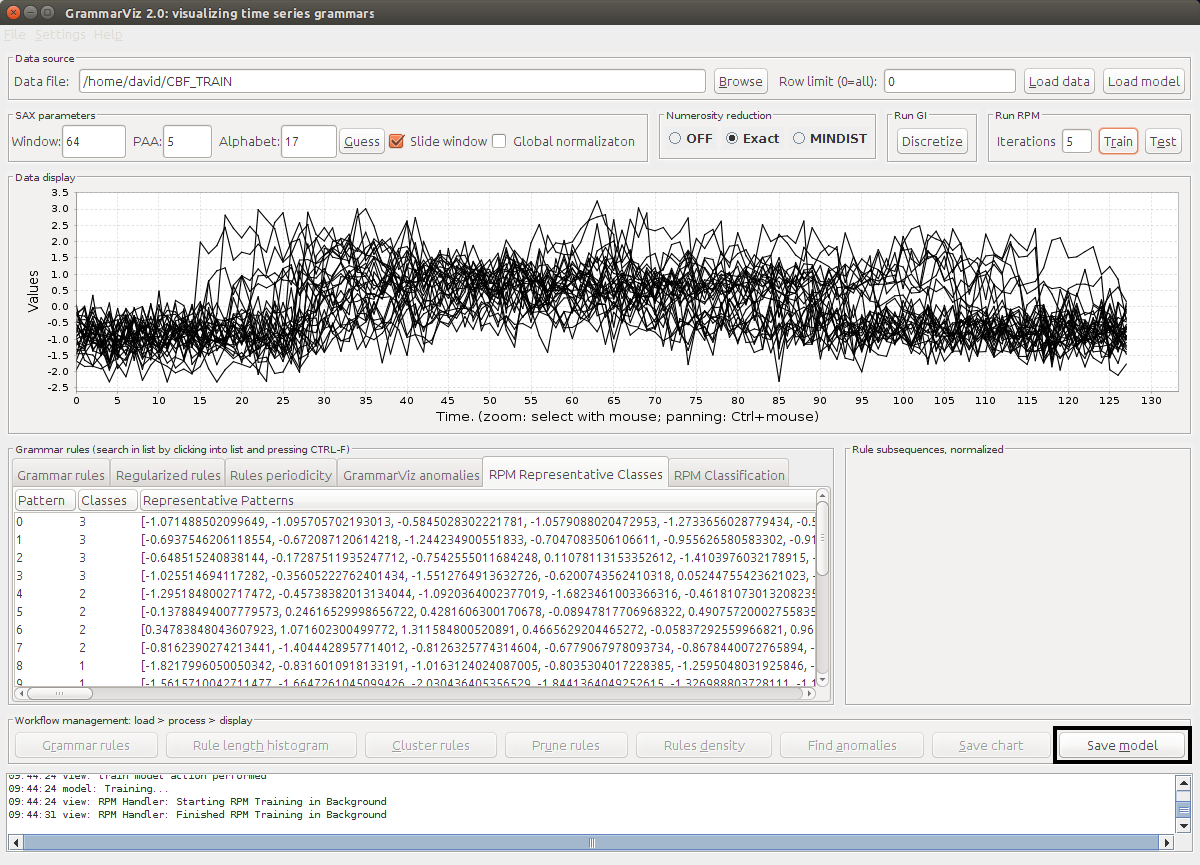 GrammarViz 2.0: visualizing time series grammars
File Settings Help
Data source
Data file: /home/david/CBF_TRAIN Browse Row limit (0=all): 0 Load data Load model
SAX parameters Numerosity reduction Run GI Run RPM
Window: 64 PAA: 5 Alphabet: 17 Guess Slide window Global normalizaton OFF Exact MINDIST Discretize Iterations 5 Train Test
Data display
3.5
3.0
2.5
2.0
1.5
1.0
0.5
0.0
-0.5
-1.0
-1.5
-2.0
-2.5
Values
0 5 10 15 20 25 30 35 40 45 50 55 60 65 70 75 80 85 90 95 100 105 110 115 120 125 130
Time. (zoom: select with mouse; panning: Ctrl+mouse)
Grammar rules (search in list by clicking into list and pressing CTRL-F) Rule subsequences, normalized
Grammar rules Regularized rules Rules periodicity GrammarViz anomalies RPM Representative Classes RPM Classification
Pattern Classes Representative Patterns
0 3 [-1.071488502099649, -1.095705702193013, -0.5845028302221781, -1.0579088020472953, -1.2733656028779434, -0.5
1 3 [-0.6937546206118554, -0.672087120614218, -1.244234900551833, -0.7047083506106611, -0.955626580583302, -0.91
2 3 [-0.648515240838144, -0.17287511935247712, -0.7542555011684248, 0.11078113153352612, -1.4103976032178915, -
3 3 [-1.025514694117282, -0.35605222762401434, -1.5512764913632726, -0.6200743562410318, 0.05244755423621023, -
4 2 [-1.2951848002717472, -0.45738382013134044, -1.0920364002377019, -1.6823461003366316, -0.4618107301320823​5
5 2 [-0.13788494007779573, 0.24616529998656722, 0.4281606300170678, -0.08947817706968322, 0.4907572000275583​5
6 2 [0.34783848043607923, 1.071602300499772, 1.311584800520891, 0.4665629204465272, -0.05837292559966821, 0.96
7 2 [-0.8162390274213441, -1.4044428957714012, -0.8126325774314604, -0.6779067978093734, -0.8678440072765894, -
8 1 [-1.8217996050050342, -0.8316010918133191, -1.0163124024087005, -0.8035304017228385, -1.2595048031925846, -
9 1 [-1.5615710042711477, -1.6647261045099426, -2.030436405356529, -1.8441364049252615, -1.326988803728111, -1.1
Workflow management: load > process > display
Grammar rules Rule length histogram Cluster rules Prune rules Rules density Find anomalies Save chart Save model
09:44:24 view: train model action performed
09:44:24 model: Training...
09:44:24 view: RPM Handler: Starting RPM Training in Background
09:44:31 view: RPM Handler: Finished RPM Training in Background